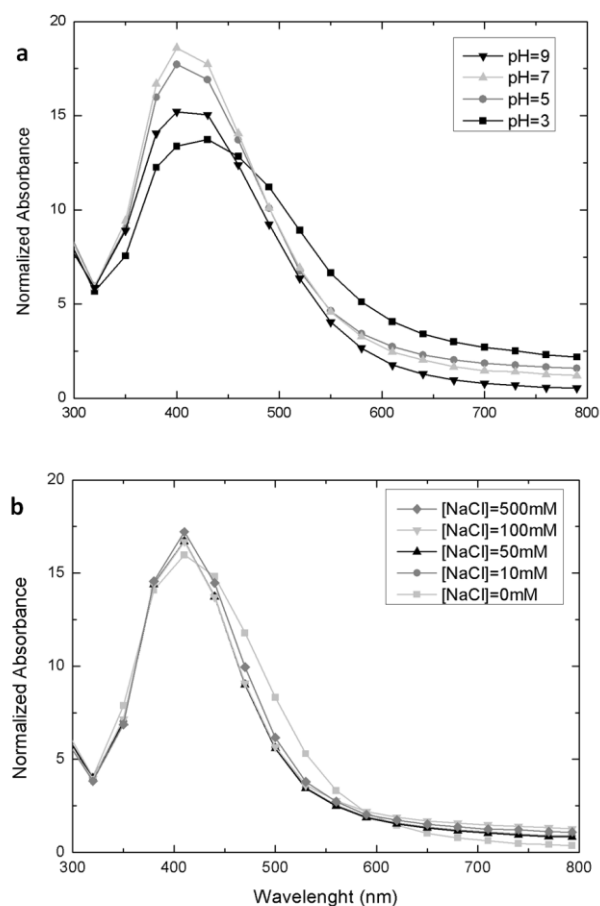 a
20
15
10
5
0
Normalized Absorbance
pH=9
pH=7
pH=5
pH=3
300 400 500 600 700 800
b
20
15
10
5
0
Normalized Absorbance
[NaCl]=500mM
[NaCl]=100mM
[NaCl]=50mM
[NaCl]=10mM
[NaCl]=0mM
300 400 500 600 700 800
Wavelenght (nm)